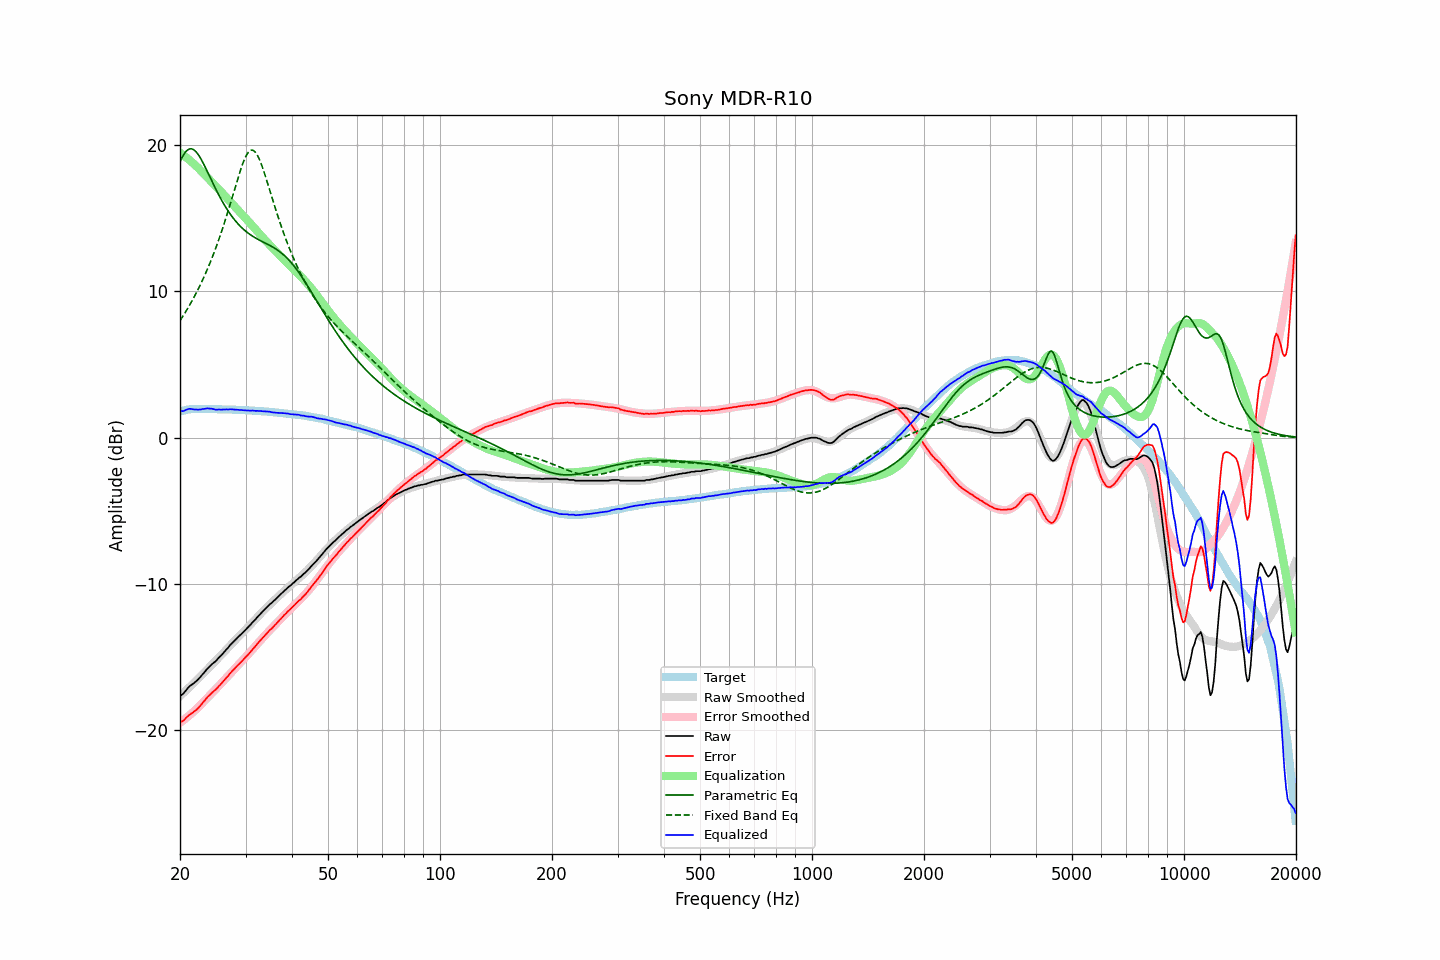 Sony MDR-R10
Amplitude (dBr)
20
10
0
−10
−20
Target
Raw Smoothed
Error Smoothed
Raw
Error
Equalization
Parametric Eq
Fixed Band Eq
Equalized
20 50 100 200 500 1000 2000 5000 10000 20000
Frequency (Hz)